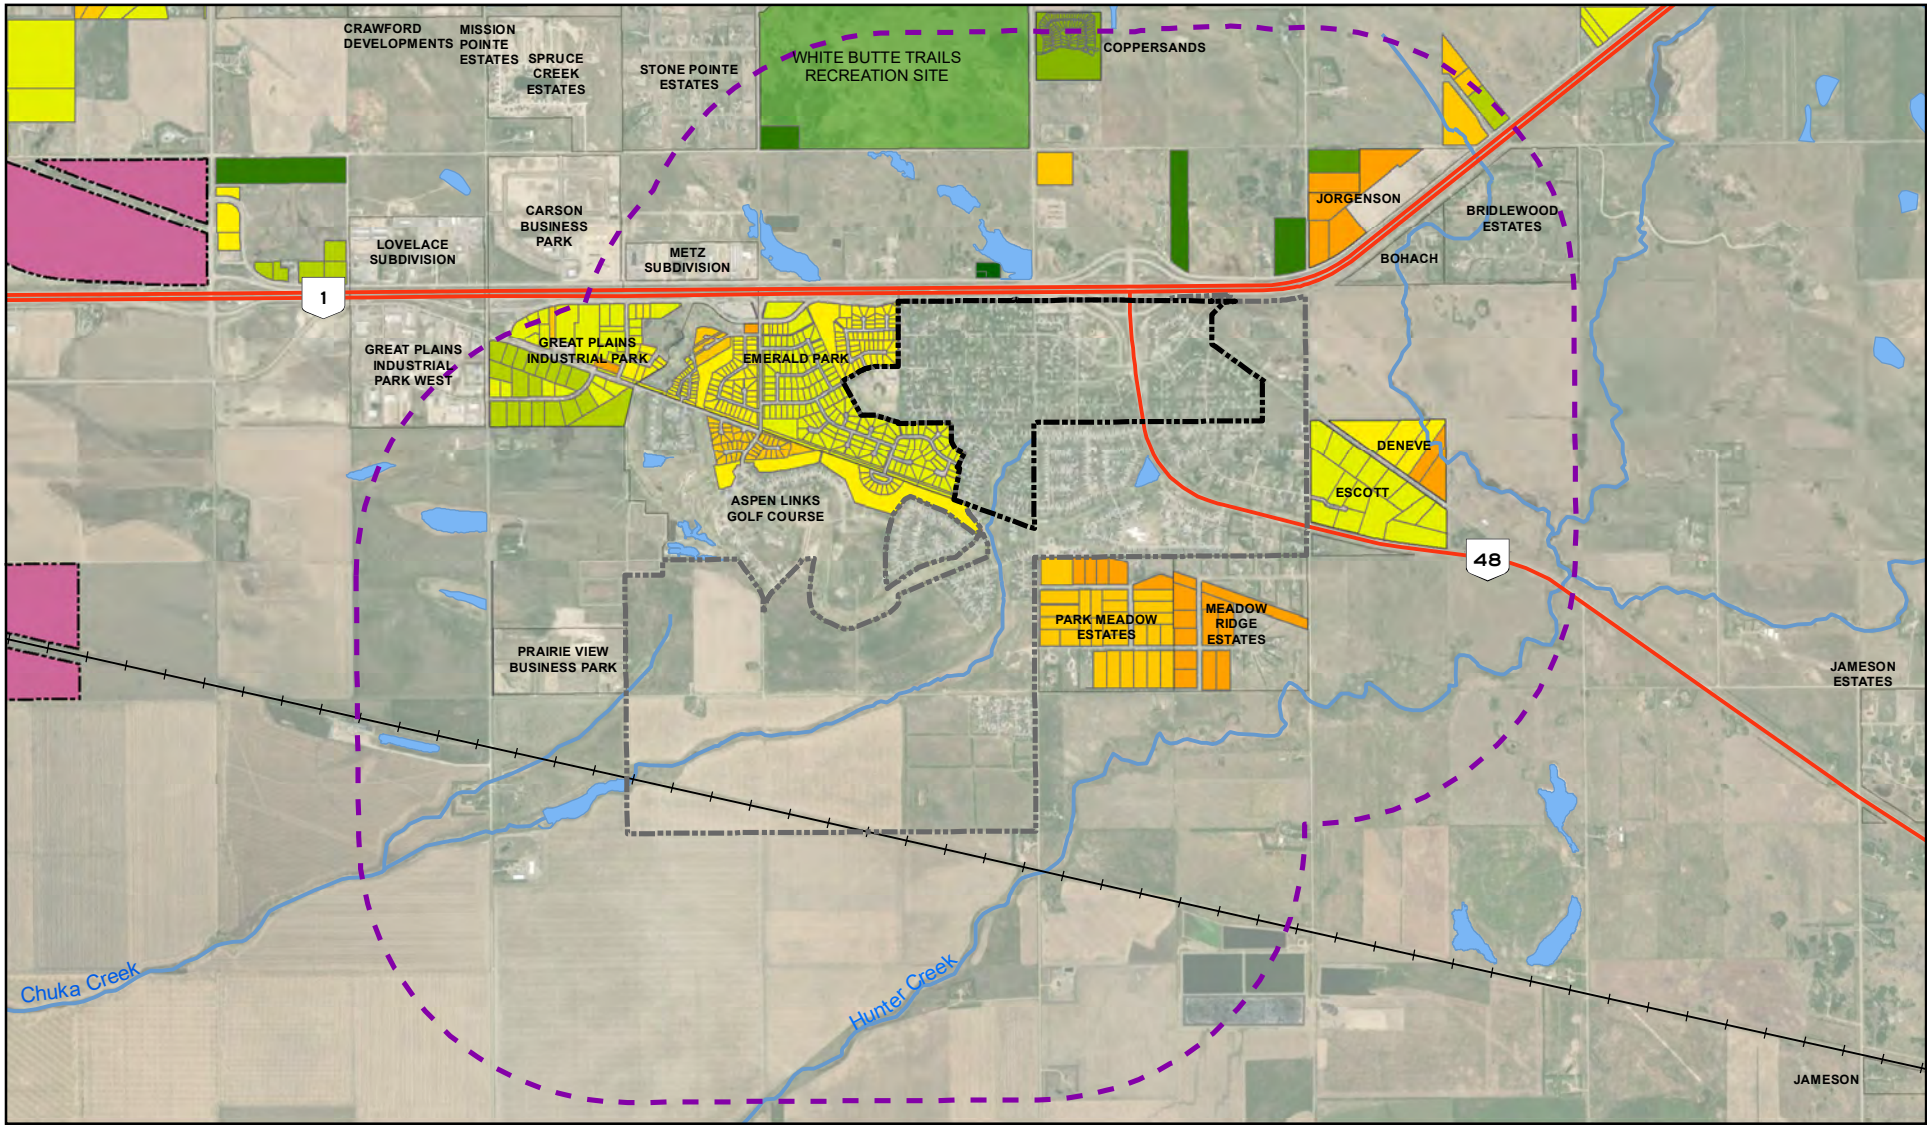 CRAWFORD
DEVELOPMENTS
MISSION
POINTE
ESTATES
SPRUCE
CREEK
ESTATES
STONE POINTE
ESTATES
WHITE BUTTE TRAILS
RECREATION SITE
COPPERSANDS
JORGENSON
BRIDLEWOOD
ESTATES
BOHACH
LOVELACE
SUBDIVISION
CARSON
BUSINESS
PARK
METZ
SUBDIVISION
1
GREAT PLAINS
INDUSTRIAL
PARK WEST
GREAT PLAINS
INDUSTRIAL PARK
EMERALD PARK
DENEVE
ESCOTT
ASPEN LINKS
GOLF COURSE
48
PARK MEADOW
ESTATES
MEADOW
RIDGE
ESTATES
PRAIRIE VIEW
BUSINESS PARK
JAMESON
ESTATES
Chuka Creek
Hunter Creek
JAMESON